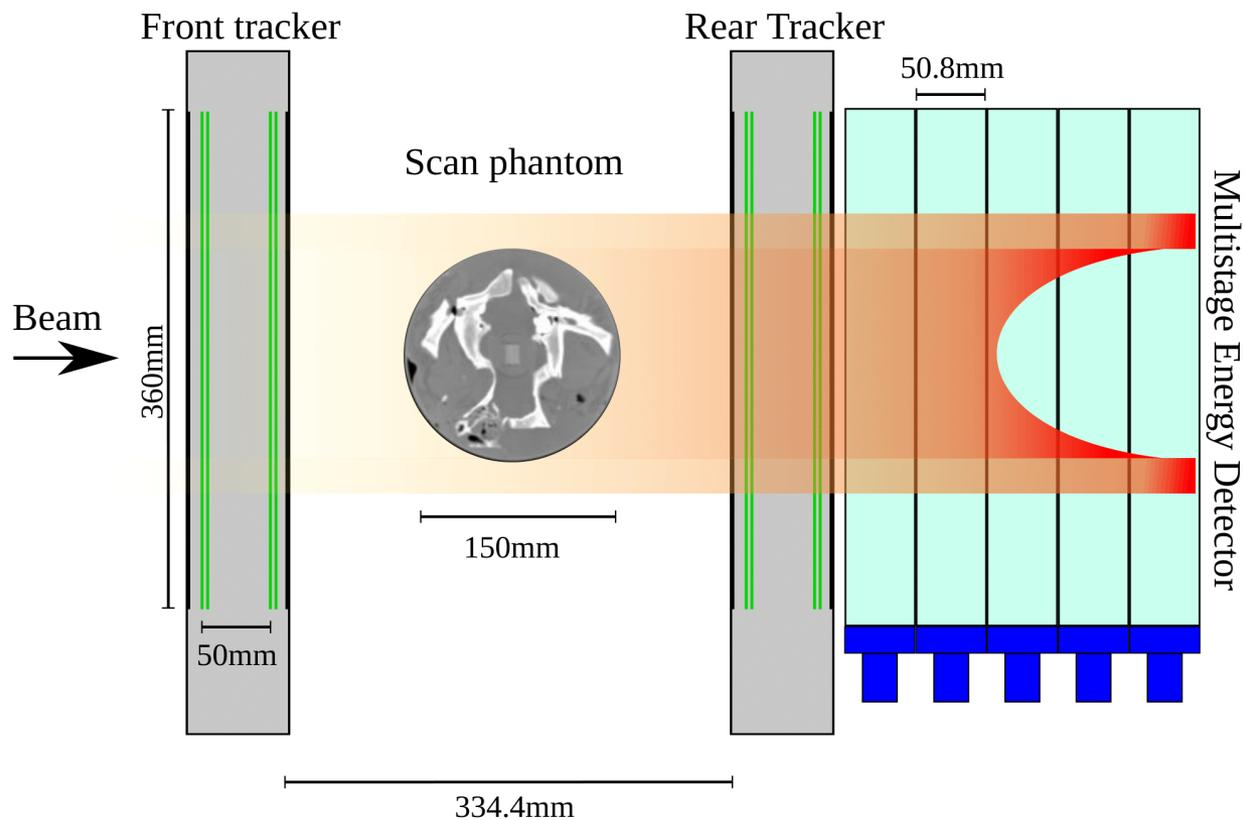 Front tracker
Rear Tracker
50.8mm
Scan phantom
Beam
360mm
Multistage Energy Detector
150mm
50mm
334.4mm